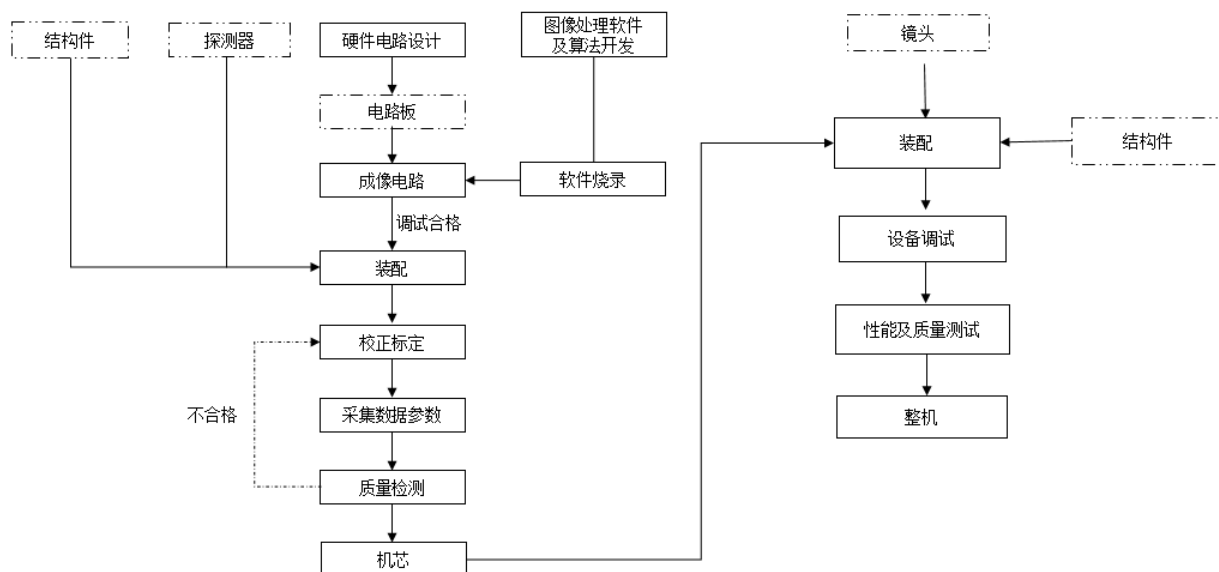 结构件
探测器
硬件电路设计
图像处理软件
及算法开发
镜头
电路板
装配
结构件
成像电路
软件烧录
调试合格
设备调试
装配
性能及质量测试
校正标定
不合格
采集数据参数
整机
质量检测
机芯